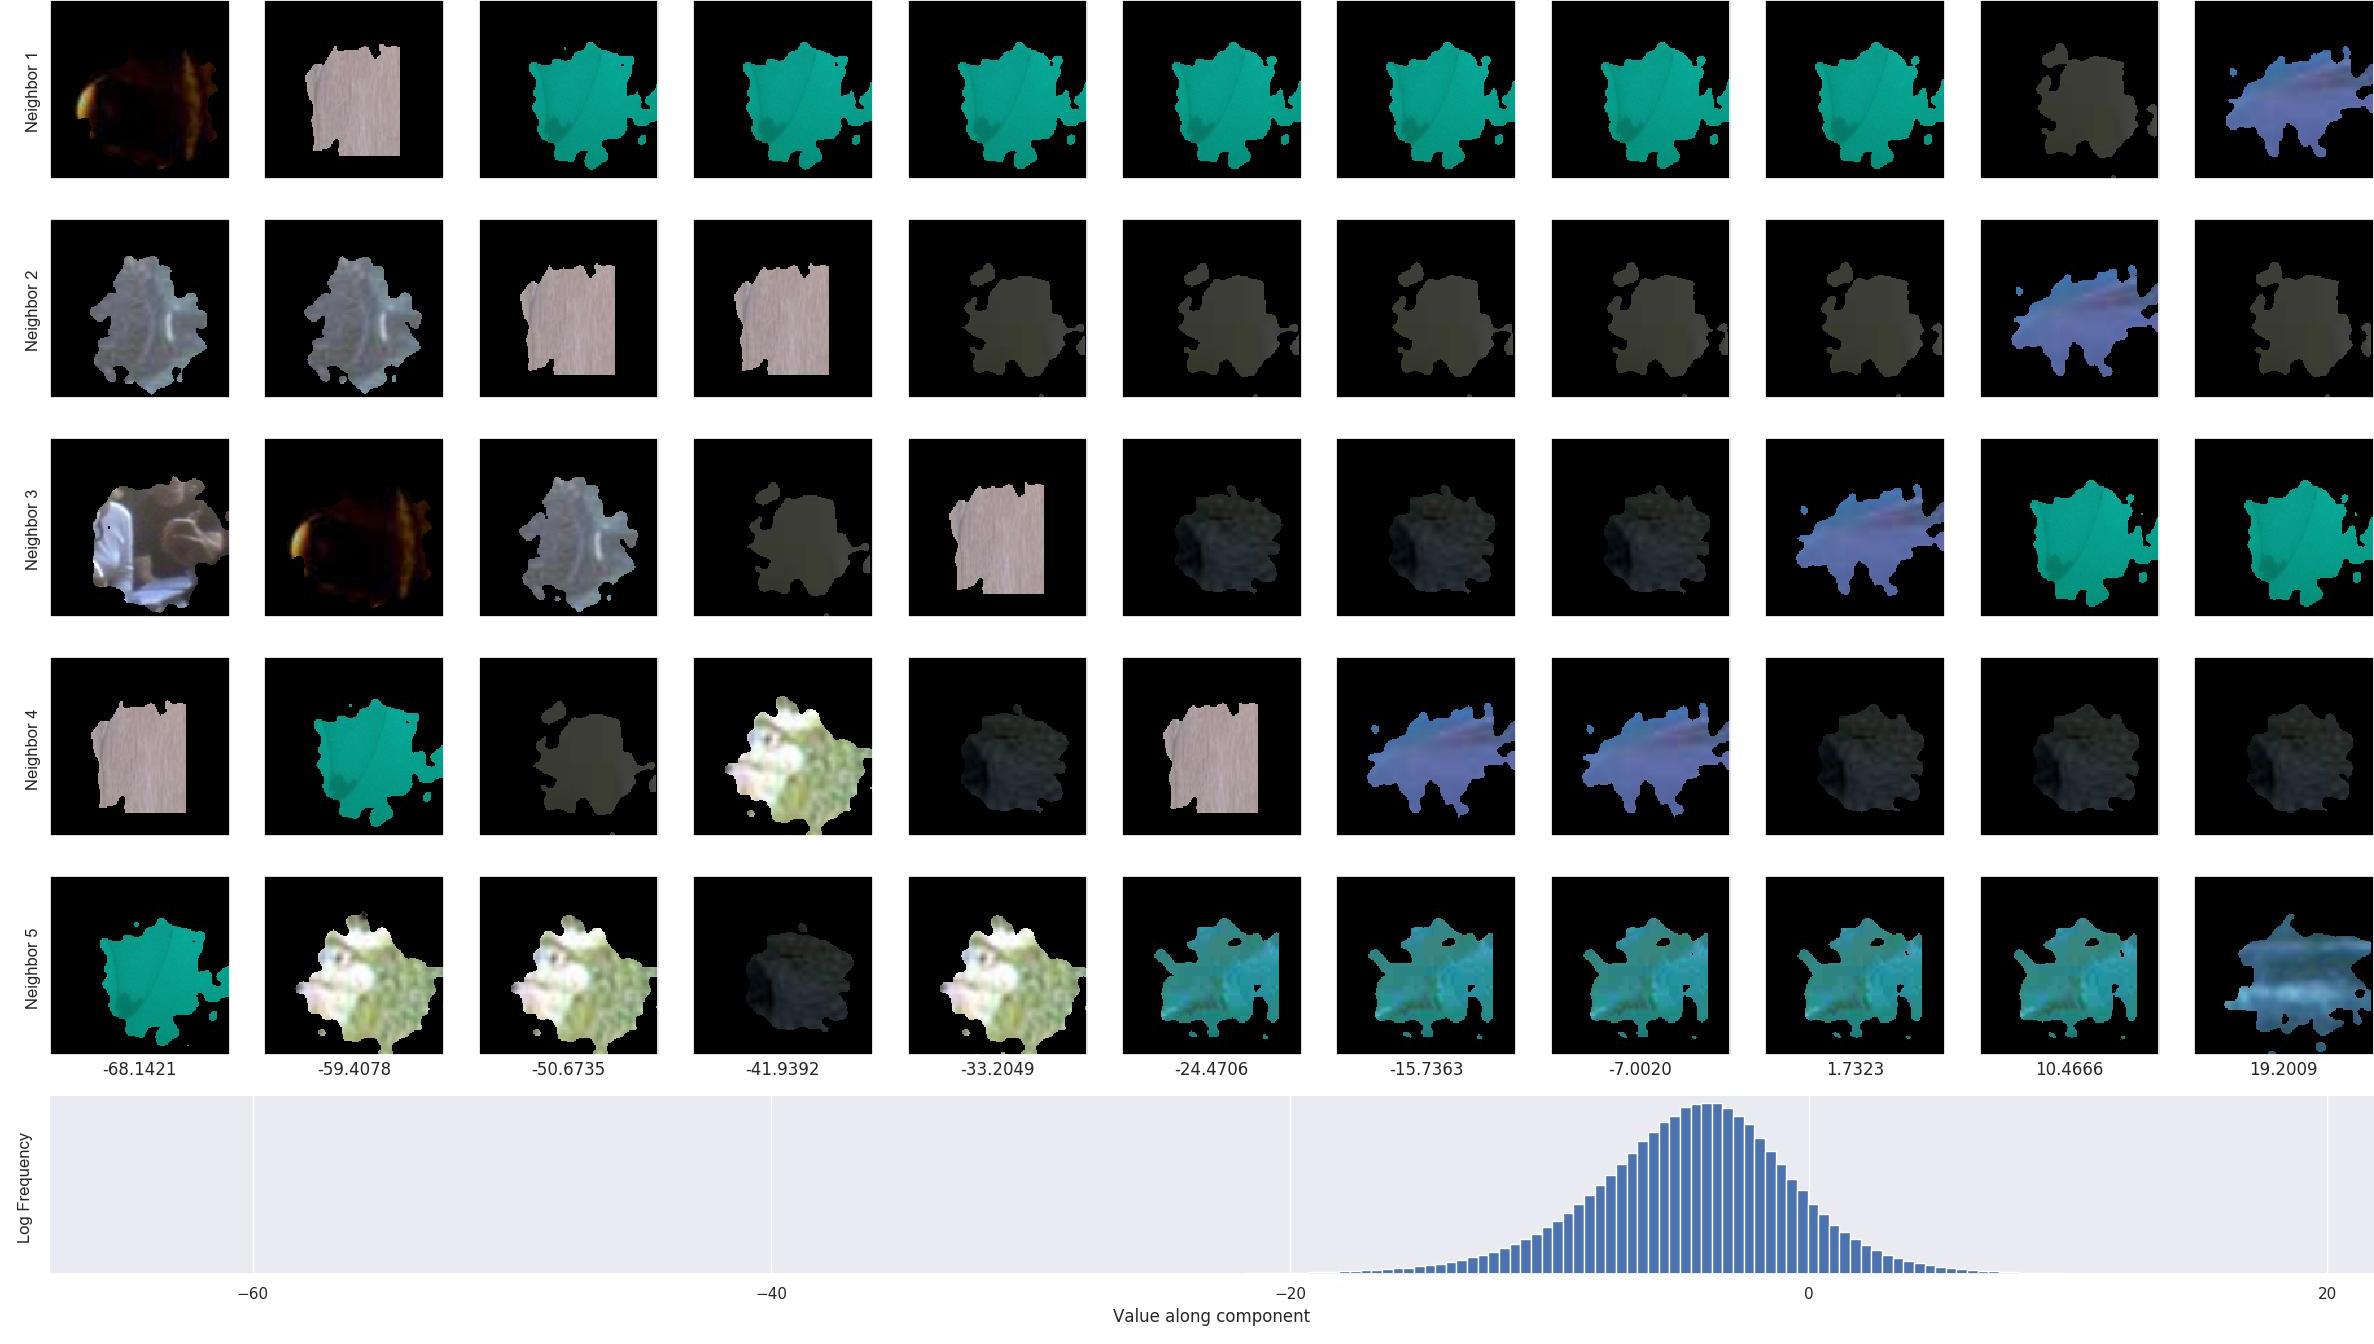 Neighbor 1
Neighbor 2
Neighbor 3
Neighbor 4
Neighbor 5
-68.1421 -59.4078 -50.6735 -41.9392 -33.2049 -24.4706 -15.7363 -7.0020 1.7323 10.4666 19.2009
Log Frequency
−60 −40 −20 0 20
Value along component